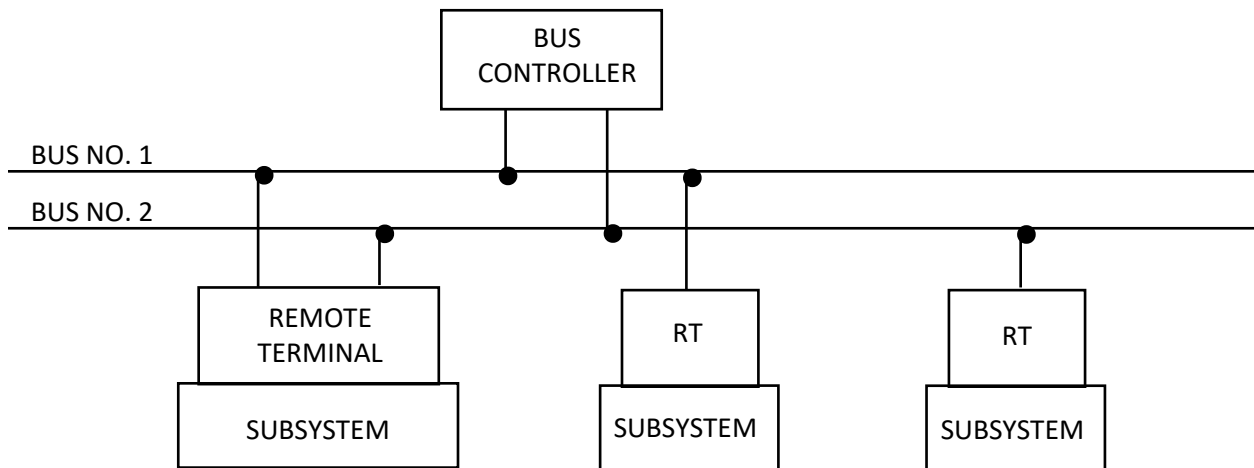 BUS
CONTROLLER
BUS NO. 1
BUS NO. 2
REMOTE
TERMINAL
RT
RT
SUBSYSTEM
SUBSYSTEM
SUBSYSTEM